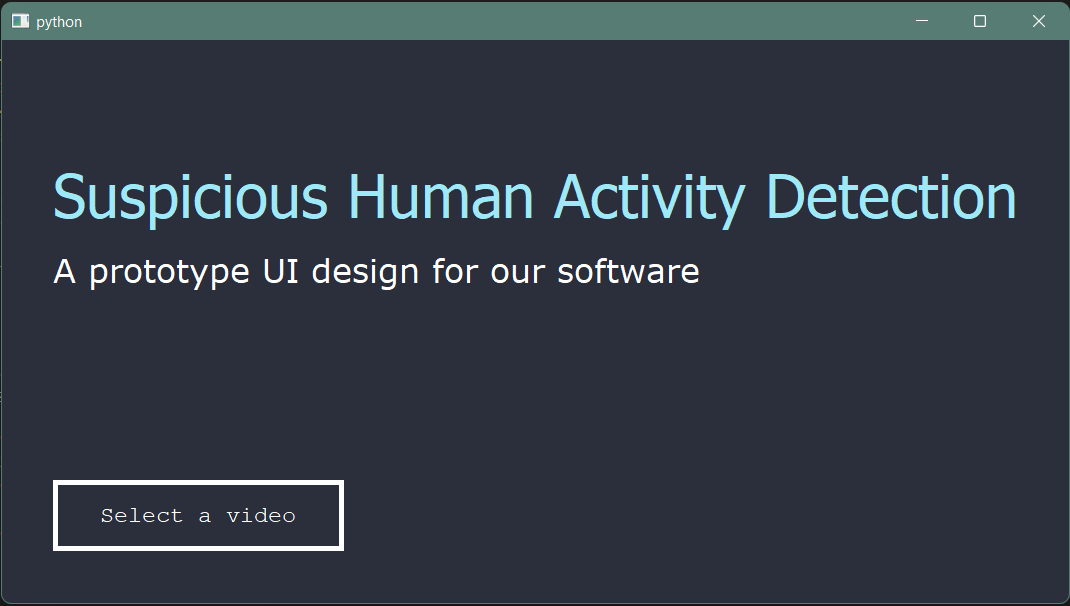 python
Suspicious Human Activity Detection
A prototype UI design for our software
Select a video